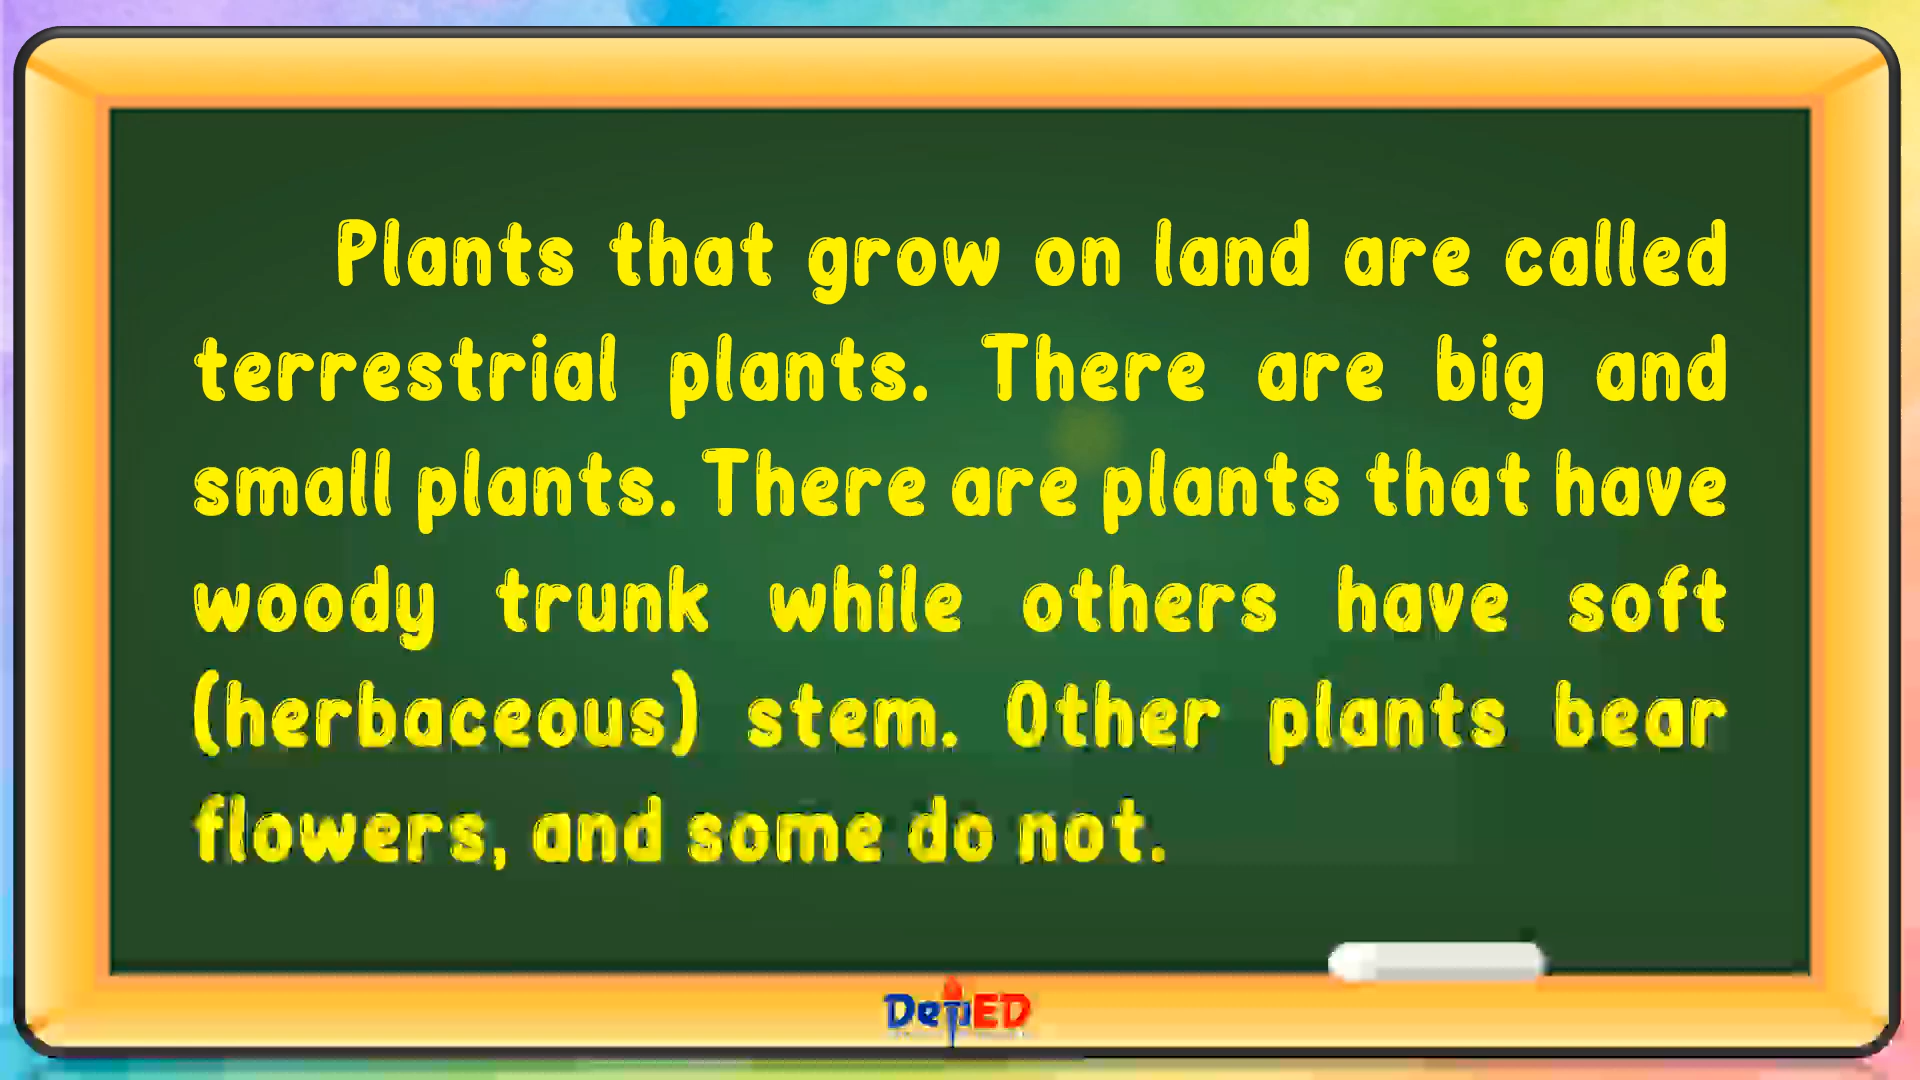 Plants that grow on land are called
terrestrial plants. There are big and
small plants. There are plants that have
woody trunk while others have soft
(herbaceous) stem. Other plants bear
flowers, and some do not.
DepED